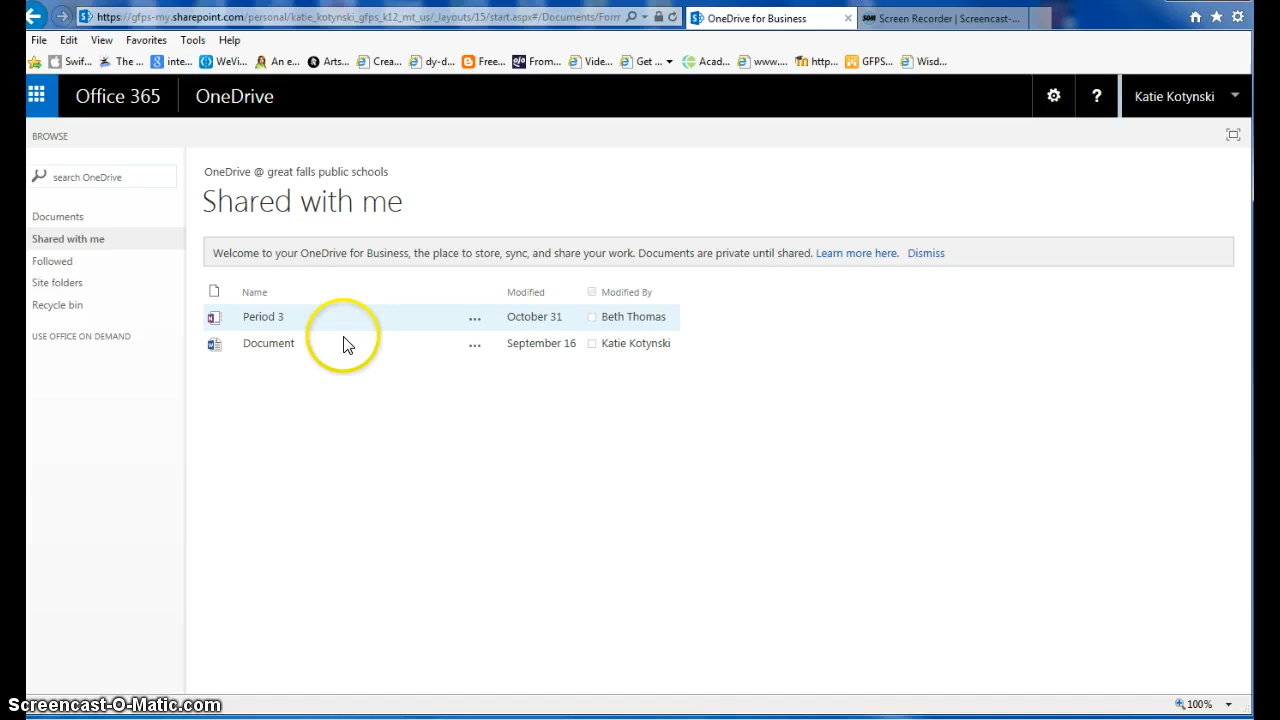 https://gfps-my.sharepoint.com/personal/katie_kotynski_gfps_k12_mt_us/_layouts/15/start.aspx#/Documents/Form
OneDrive for Business
Screen Recorder | Screencast-...
File Edit View Favorites Tools Help
Swif... The ... inte... WeVi... An e... Arts... Crea... dy-d... Free... From... Vide... Get ... Acad... www.... http... GFPS... Wisd...
Office 365 OneDrive ? Katie Kotynski
BROWSE
search OneDrive
Documents
Shared with me
Followed
Site folders
Recycle bin
USE OFFICE ON DEMAND
OneDrive @ great falls public schools
Shared with me
Welcome to your OneDrive for Business, the place to store, sync, and share your work. Documents are private until shared. Learn more here. Dismiss
Name Modified Modified By
Period 3 ... October 31 Beth Thomas
Document ... September 16 Katie Kotynski
Screencast-O-Matic.com
100%